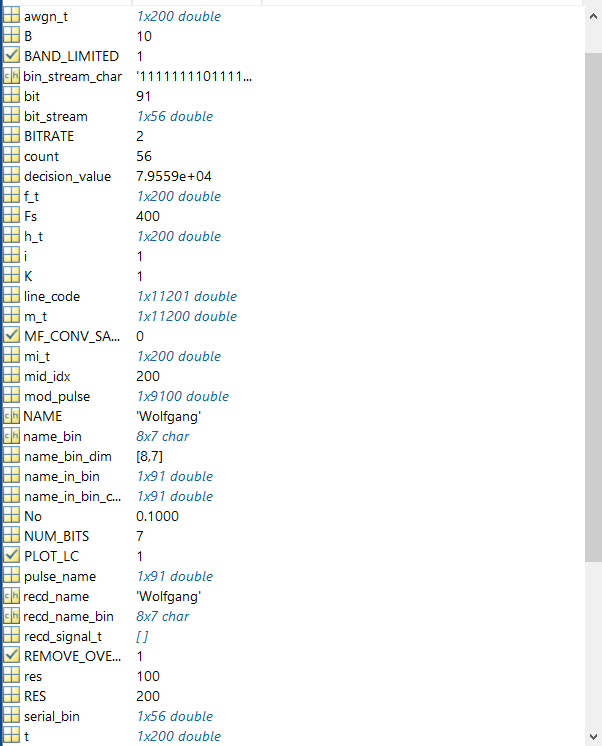 awgn_t 1x200 double
B 10
BAND_LIMITED 1
bin_stream_char '1111111101111...
bit 91
bit_stream 1x56 double
BITRATE 2
count 56
decision_value 7.9559e+04
f_t 1x200 double
Fs 400
h_t 1x200 double
i 1
K 1
line_code 1x11201 double
m_t 1x11200 double
MF_CONV_SA... 0
mi_t 1x200 double
mid_idx 200
mod_pulse 1x9100 double
NAME 'Wolfgang'
name_bin 8x7 char
name_bin_dim [8,7]
name_in_bin 1x91 double
name_in_bin_c... 1x91 double
No 0.1000
NUM_BITS 7
PLOT_LC 1
pulse_name 1x91 double
recd_name 'Wolfgang'
recd_name_bin 8x7 char
recd_signal_t []
REMOVE_OVE... 1
res 100
RES 200
serial_bin 1x56 double
t 1x200 double